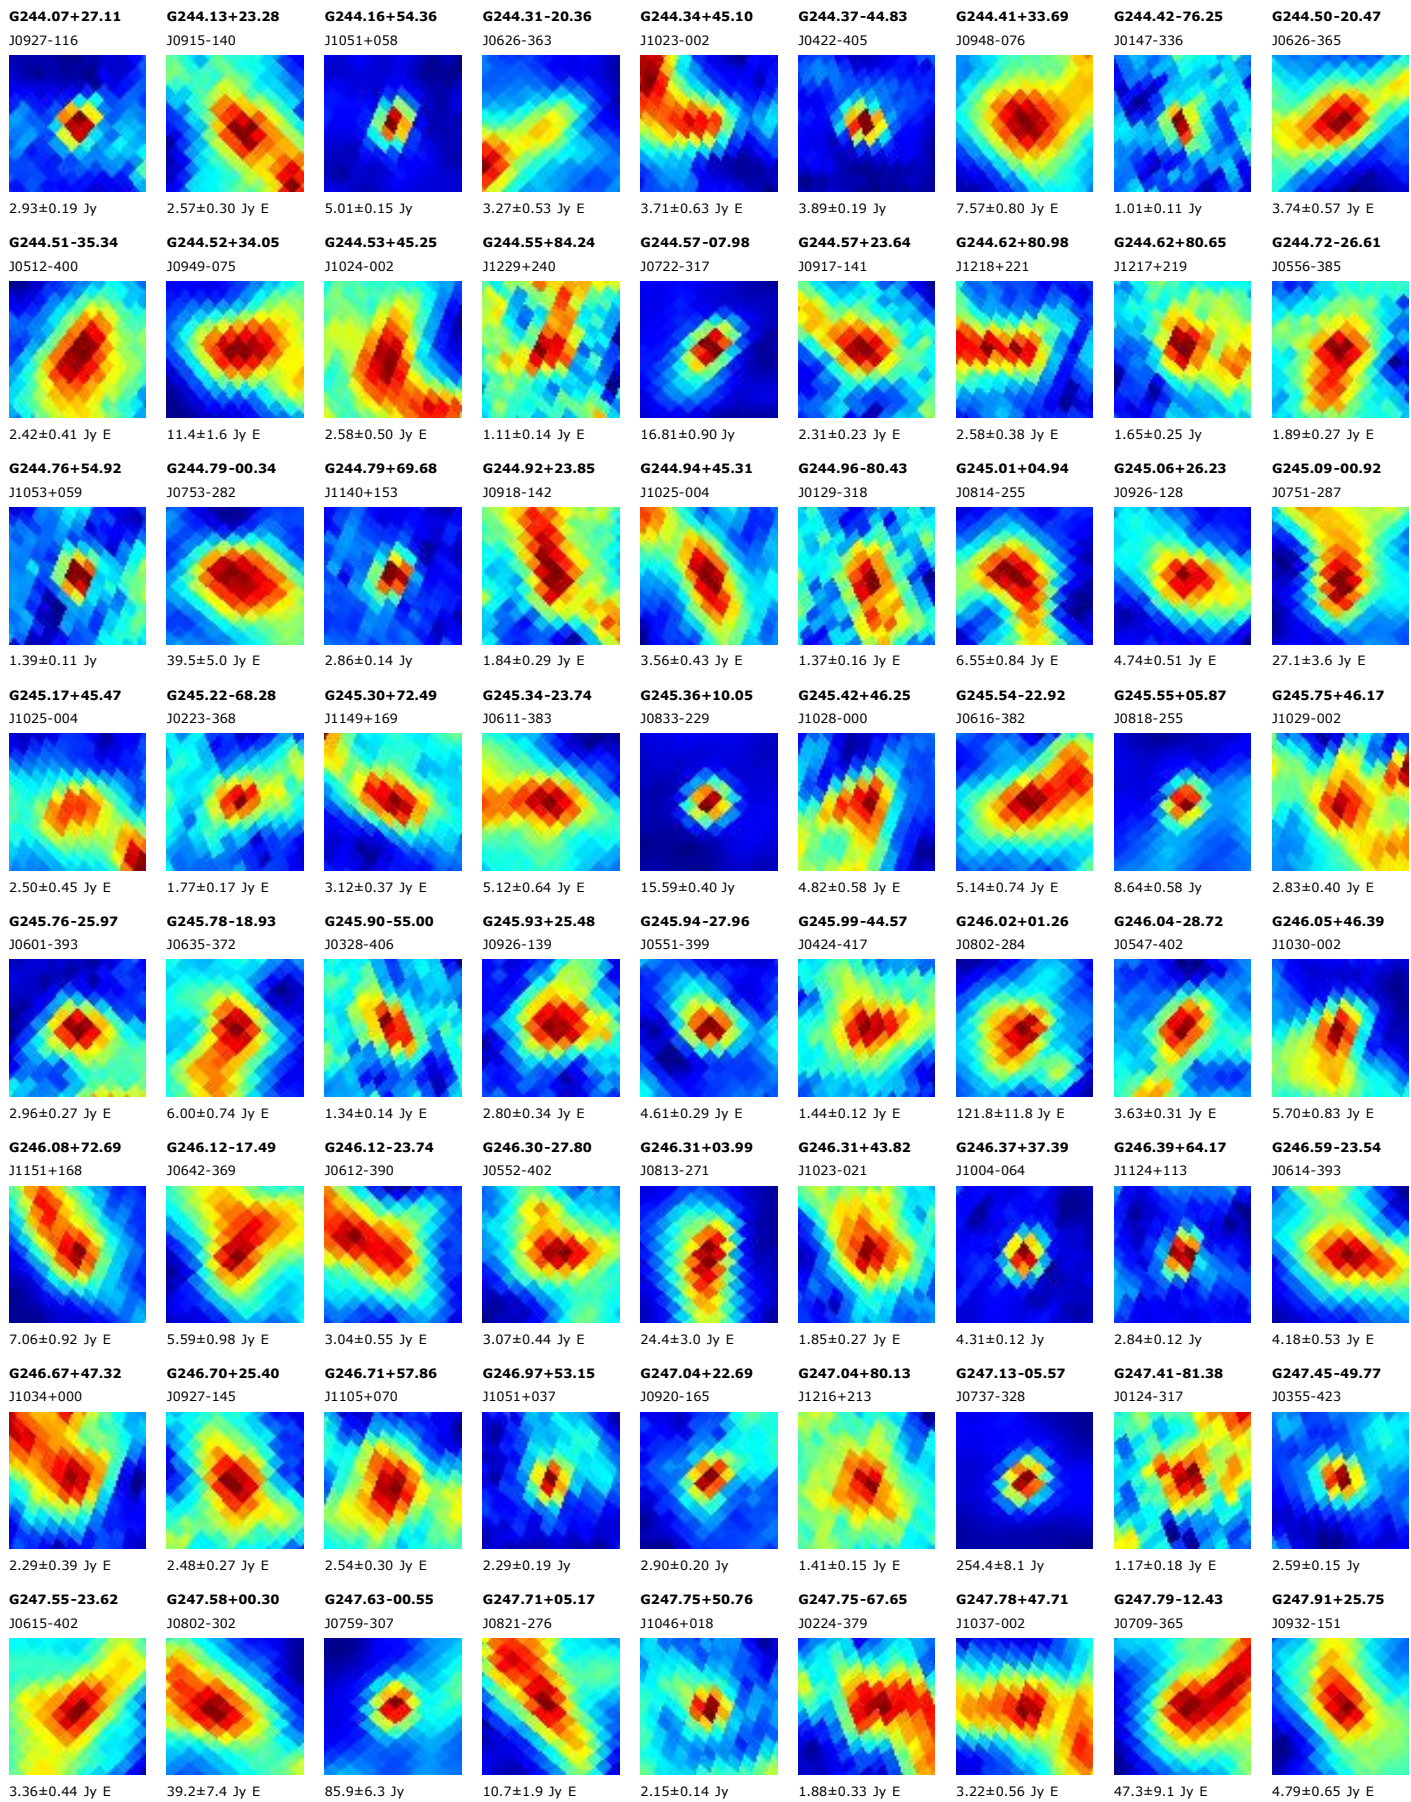 G244.07+27.11 G244.13+23.28 G244.16+54.36 G244.31-20.36 G244.34+45.10 G244.37-44.83 G244.41+33.69 G244.42-76.25 G244.50-20.47
J0927-116 J0915-140 J1051+058 J0626-363 J1023-002 J0422-405 J0948-076 J0147-336 J0626-365
2.93±0.19 Jy 2.57±0.30 Jy E 5.01±0.15 Jy 3.27±0.53 Jy E 3.71±0.63 Jy E 3.89±0.19 Jy 7.57±0.80 Jy E 1.01±0.11 Jy 3.74±0.57 Jy E
G244.51-35.34 G244.52+34.05 G244.53+45.25 G244.55+84.24 G244.57-07.98 G244.57+23.64 G244.62+80.98 G244.62+80.65 G244.72-26.61
J0512-400 J0949-075 J1024-002 J1229+240 J0722-317 J0917-141 J1218+221 J1217+219 J0556-385
2.42±0.41 Jy E 11.4±1.6 Jy E 2.58±0.50 Jy E 1.11±0.14 Jy E 16.81±0.90 Jy 2.31±0.23 Jy E 2.58±0.38 Jy E 1.65±0.25 Jy 1.89±0.27 Jy E
G244.76+54.92 G244.79-00.34 G244.79+69.68 G244.92+23.85 G244.94+45.31 G244.96-80.43 G245.01+04.94 G245.06+26.23 G245.09-00.92
J1053+059 J0753-282 J1140+153 J0918-142 J1025-004 J0129-318 J0814-255 J0926-128 J0751-287
1.39±0.11 Jy 39.5±5.0 Jy E 2.86±0.14 Jy 1.84±0.29 Jy E 3.56±0.43 Jy E 1.37±0.16 Jy E 6.55±0.84 Jy E 4.74±0.51 Jy E 27.1±3.6 Jy E
G245.17+45.47 G245.22-68.28 G245.30+72.49 G245.34-23.74 G245.36+10.05 G245.42+46.25 G245.54-22.92 G245.55+05.87 G245.75+46.17
J1025-004 J0223-368 J1149+169 J0611-383 J0833-229 J1028-000 J0616-382 J0818-255 J1029-002
2.50±0.45 Jy E 1.77±0.17 Jy E 3.12±0.37 Jy E 5.12±0.64 Jy E 15.59±0.40 Jy 4.82±0.58 Jy E 5.14±0.74 Jy E 8.64±0.58 Jy 2.83±0.40 Jy E
G245.76-25.97 G245.78-18.93 G245.90-55.00 G245.93+25.48 G245.94-27.96 G245.99-44.57 G246.02+01.26 G246.04-28.72 G246.05+46.39
J0601-393 J0635-372 J0328-406 J0926-139 J0551-399 J0424-417 J0802-284 J0547-402 J1030-002
2.96±0.27 Jy E 6.00±0.74 Jy E 1.34±0.14 Jy E 2.80±0.34 Jy E 4.61±0.29 Jy E 1.44±0.12 Jy E 121.8±11.8 Jy E 3.63±0.31 Jy E 5.70±0.83 Jy E
G246.08+72.69 G246.12-17.49 G246.12-23.74 G246.30-27.80 G246.31+03.99 G246.31+43.82 G246.37+37.39 G246.39+64.17 G246.59-23.54
J1151+168 J0642-369 J0612-390 J0552-402 J0813-271 J1023-021 J1004-064 J1124+113 J0614-393
7.06±0.92 Jy E 5.59±0.98 Jy E 3.04±0.55 Jy E 3.07±0.44 Jy E 24.4±3.0 Jy E 1.85±0.27 Jy E 4.31±0.12 Jy 2.84±0.12 Jy 4.18±0.53 Jy E
G246.67+47.32 G246.70+25.40 G246.71+57.86 G246.97+53.15 G247.04+22.69 G247.04+80.13 G247.13-05.57 G247.41-81.38 G247.45-49.77
J1034+000 J0927-145 J1105+070 J1051+037 J0920-165 J1216+213 J0737-328 J0124-317 J0355-423
2.29±0.39 Jy E 2.48±0.27 Jy E 2.54±0.30 Jy E 2.29±0.19 Jy 2.90±0.20 Jy 1.41±0.15 Jy E 254.4±8.1 Jy 1.17±0.18 Jy E 2.59±0.15 Jy
G247.55-23.62 G247.58+00.30 G247.63-00.55 G247.71+05.17 G247.75+50.76 G247.75-67.65 G247.78+47.71 G247.79-12.43 G247.91+25.75
J0615-402 J0802-302 J0759-307 J0821-276 J1046+018 J0224-379 J1037-002 J0709-365 J0932-151
3.36±0.44 Jy E 39.2±7.4 Jy E 85.9±6.3 Jy 10.7±1.9 Jy E 2.15±0.14 Jy 1.88±0.33 Jy E 3.22±0.56 Jy E 47.3±9.1 Jy E 4.79±0.65 Jy E